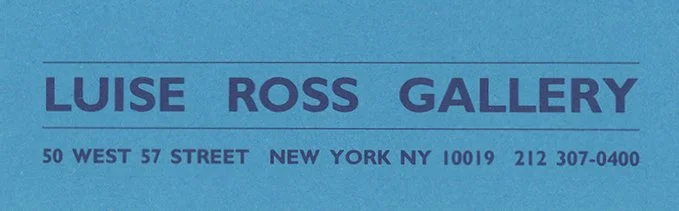 LUISE ROSS GALLERY
50 WEST 57 STREET NEW YORK NY 10019 212 307-0400